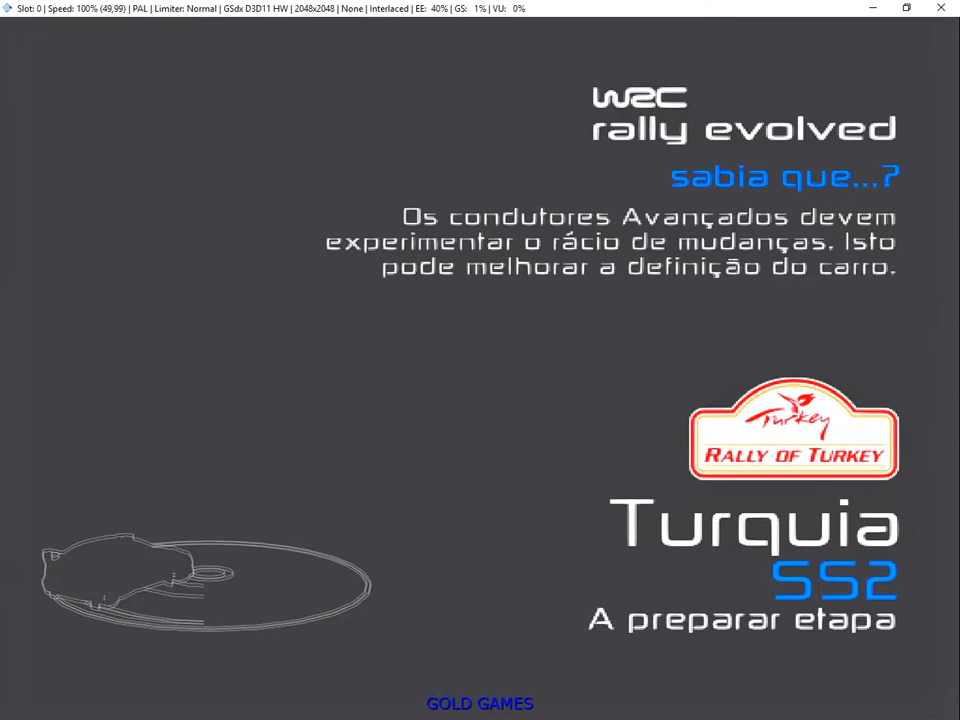 Slot: 0 | Speed: 100% (49,99) | PAL | Limiter: Normal | GSdx D3D11 HW | 2048x2048 | None | Interlaced | EE: 40% | GS: 1% | VU: 0%
WRC
rally evolved
sabia que...?
Os condutores Avançados devem
experimentar o rácio de mudanças. Isto
pode melhorar a definição do carro.
Turkey
RALLY OF TURKEY
Turquia
SS2
A preparar etapa
GOLD GAMES